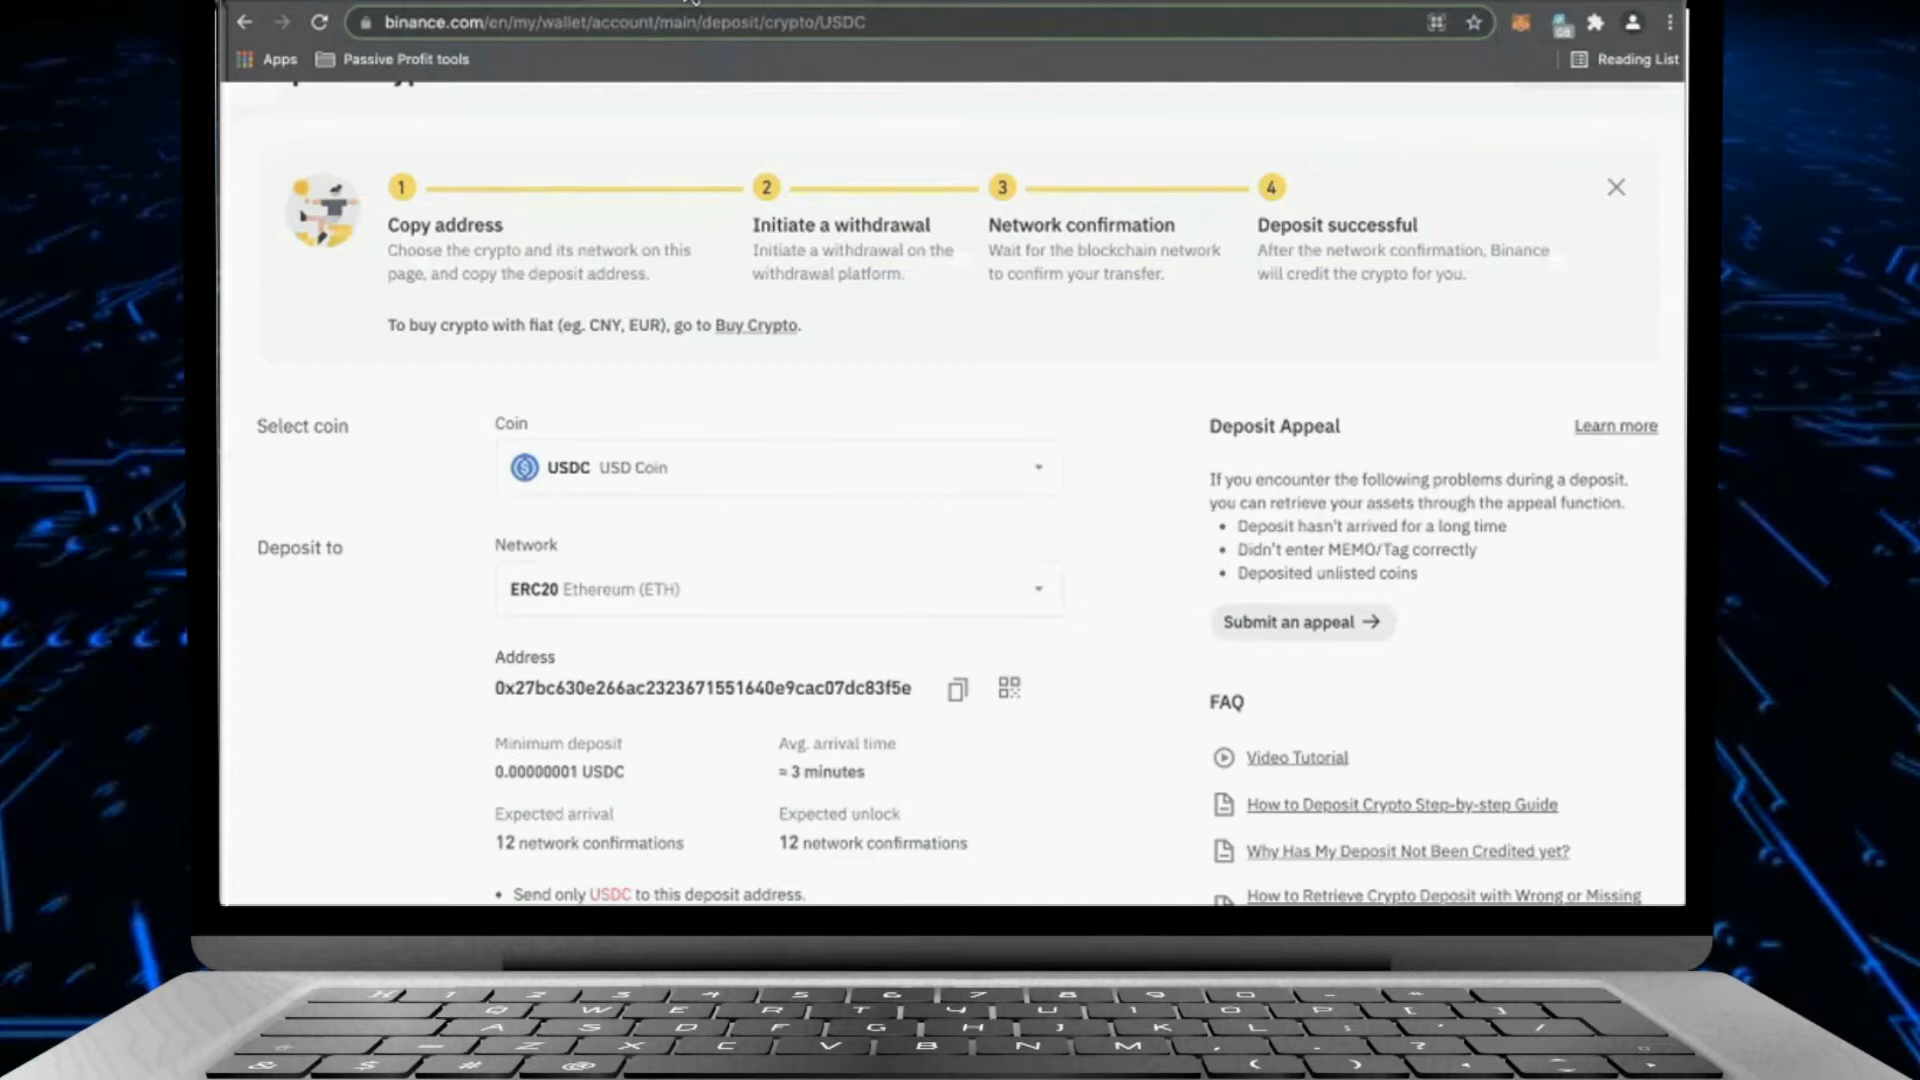 binance.com/en/my/wallet/account/main/deposit/crypto/USDC
Apps
Passive Profit tools
Reading List
1
2
3
4
Copy address
Choose the crypto and its network on this
page, and copy the deposit address.
Initiate a withdrawal
Initiate a withdrawal on the
withdrawal platform.
Network confirmation
Wait for the blockchain network
to confirm your transfer.
Deposit successful
After the network confirmation, Binance
will credit the crypto for you.
To buy crypto with fiat (eg. CNY, EUR), go to Buy Crypto.
Select coin
Coin
USDC USD Coin
Deposit to
Network
ERC20 Ethereum (ETH)
Address
0x27bc630e266ac2323671551640e9cac07dc83f5e
Minimum deposit
0.00000001 USDC
Avg. arrival time
≈ 3 minutes
Expected arrival
12 network confirmations
Expected unlock
12 network confirmations
• Send only USDC to this deposit address.
Deposit Appeal
Learn more
If you encounter the following problems during a deposit,
you can retrieve your assets through the appeal function.
• Deposit hasn't arrived for a long time
• Didn't enter MEMO/Tag correctly
• Deposited unlisted coins
Submit an appeal →
FAQ
Video Tutorial
How to Deposit Crypto Step-by-step Guide
Why Has My Deposit Not Been Credited yet?
How to Retrieve Crypto Deposit with Wrong or Missing